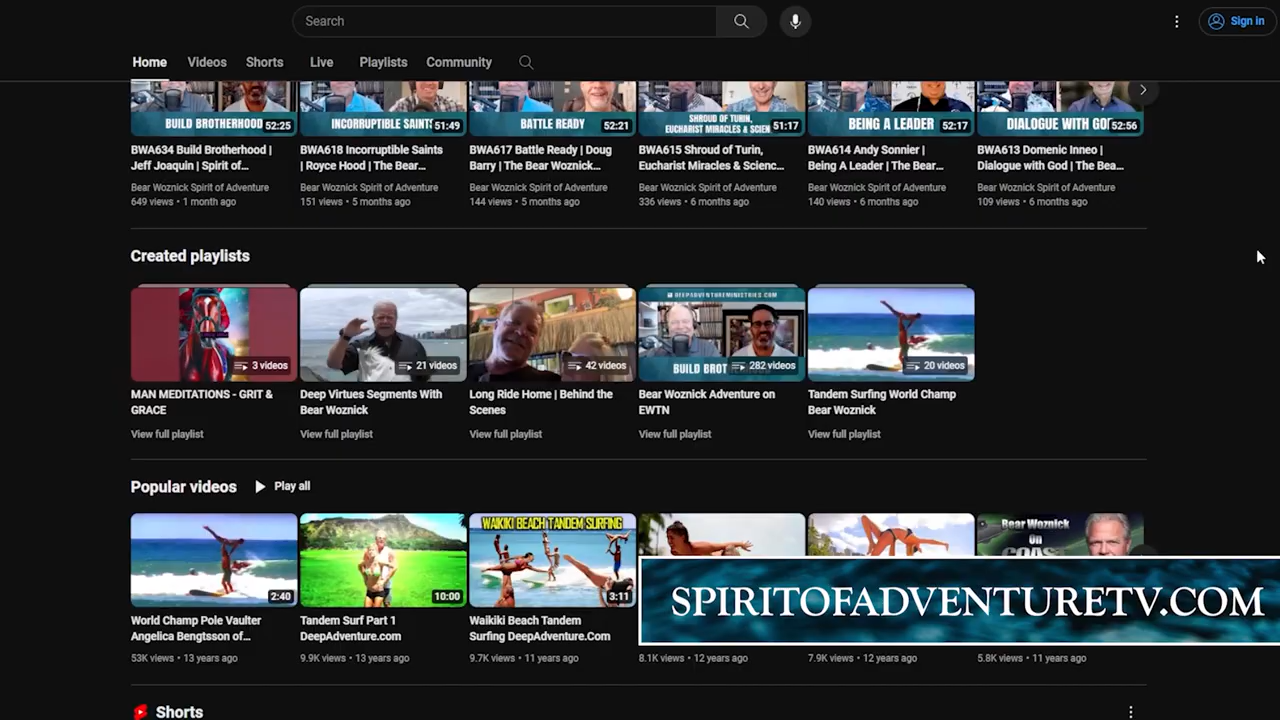 Search
Sign in
Home Videos Shorts Live Playlists Community
BUILD BROTHERHOOD 52:25
INCORRUPTIBLE SAINTS 51:49
BATTLE READY 52:21
SHROUD OF TURIN,
EUCHARIST MIRACLES & SCIEN 51:17
BEING A LEADER 52:17
DIALOGUE WITH GOD 52:56
BWA634 Build Brotherhood |
Jeff Joaquin | Spirit of...
Bear Woznick Spirit of Adventure
649 views • 1 month ago
BWA618 Incorruptible Saints
| Royce Hood | The Bear...
Bear Woznick Spirit of Adventure
151 views • 5 months ago
BWA617 Battle Ready | Doug
Barry | The Bear Woznick...
Bear Woznick Spirit of Adventure
144 views • 5 months ago
BWA615 Shroud of Turin,
Eucharist Miracles & Scienc...
Bear Woznick Spirit of Adventure
336 views • 6 months ago
BWA614 Andy Sonnier |
Being A Leader | The Bear...
Bear Woznick Spirit of Adventure
140 views • 6 months ago
BWA613 Domenic Inneo |
Dialogue with God | The Bea...
Bear Woznick Spirit of Adventure
109 views • 6 months ago
Created playlists
3 videos
21 videos
42 videos
DEEPADVENTUREMINISTRIES.COM
BUILD BROT 282 videos
20 videos
MAN MEDITATIONS - GRIT &
GRACE
View full playlist
Deep Virtues Segments With
Bear Woznick
View full playlist
Long Ride Home | Behind the
Scenes
View full playlist
Bear Woznick Adventure on
EWTN
View full playlist
Tandem Surfing World Champ
Bear Woznick
View full playlist
Popular videos Play all
2:40
10:00
WAIKIKI BEACH TANDEM SURFING
3:11
Bear Woznick
On
COAST
SPIRITOFADVENTURETV.COM
World Champ Pole Vaulter
Angelica Bengtsson of...
53K views • 13 years ago
Tandem Surf Part 1
DeepAdventure.com
9.9K views • 13 years ago
Waikiki Beach Tandem
Surfing DeepAdventure.Com
9.7K views • 11 years ago
8.1K views • 12 years ago
7.9K views • 12 years ago
5.8K views • 11 years ago
Shorts